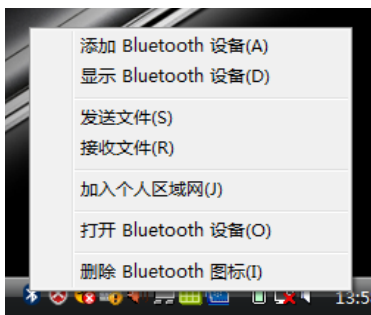 添加 Bluetooth 设备(A)
显示 Bluetooth 设备(D)
发送文件(S)
接收文件(R)
加入个人区域网(J)
打开 Bluetooth 设备(O)
删除 Bluetooth 图标(I)
13:5